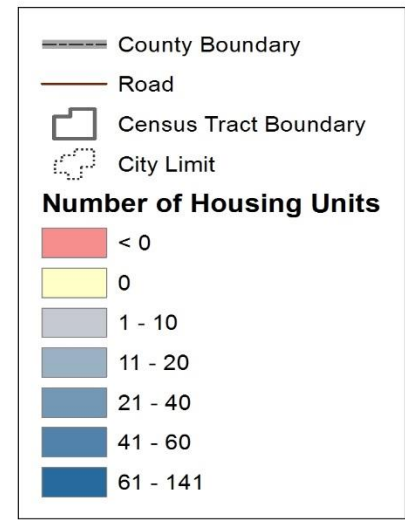 County Boundary
Road
Census Tract Boundary
City Limit
Number of Housing Units
< 0
0
1 - 10
11 - 20
21 - 40
41 - 60
61 - 141